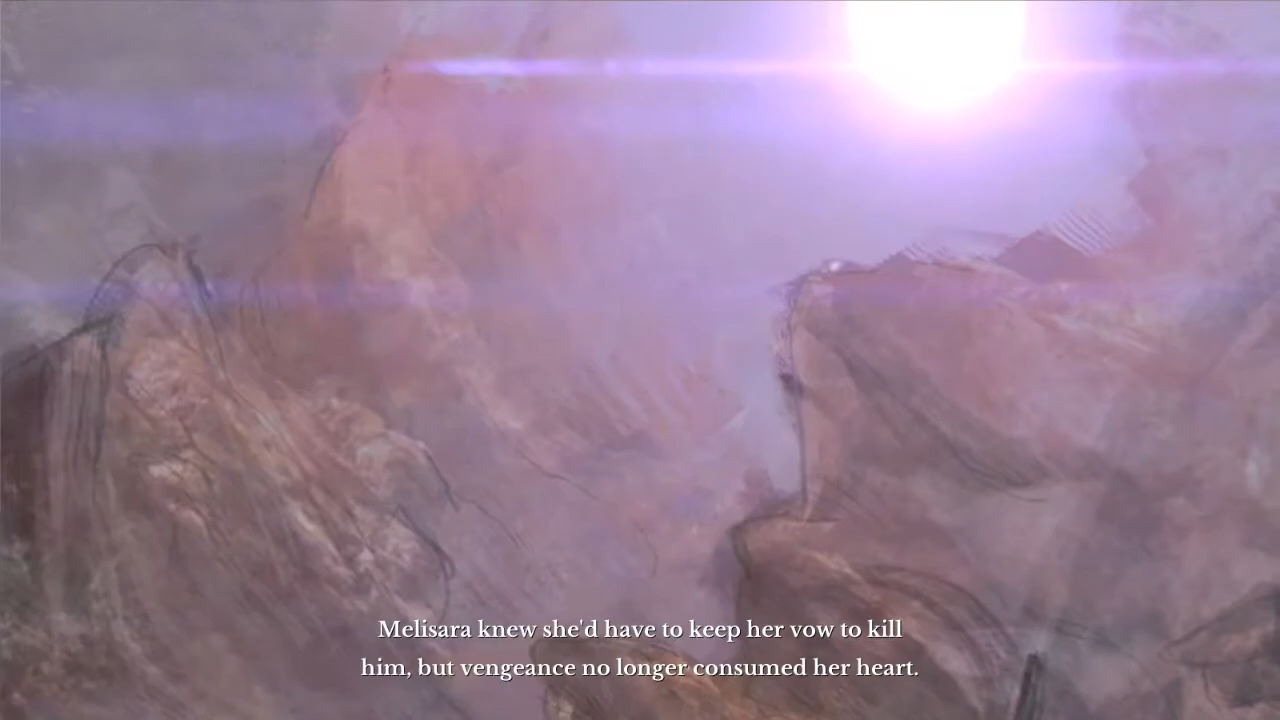 Melisara knew she'd have to keep her vow to kill
him, but vengeance no longer consumed her heart.